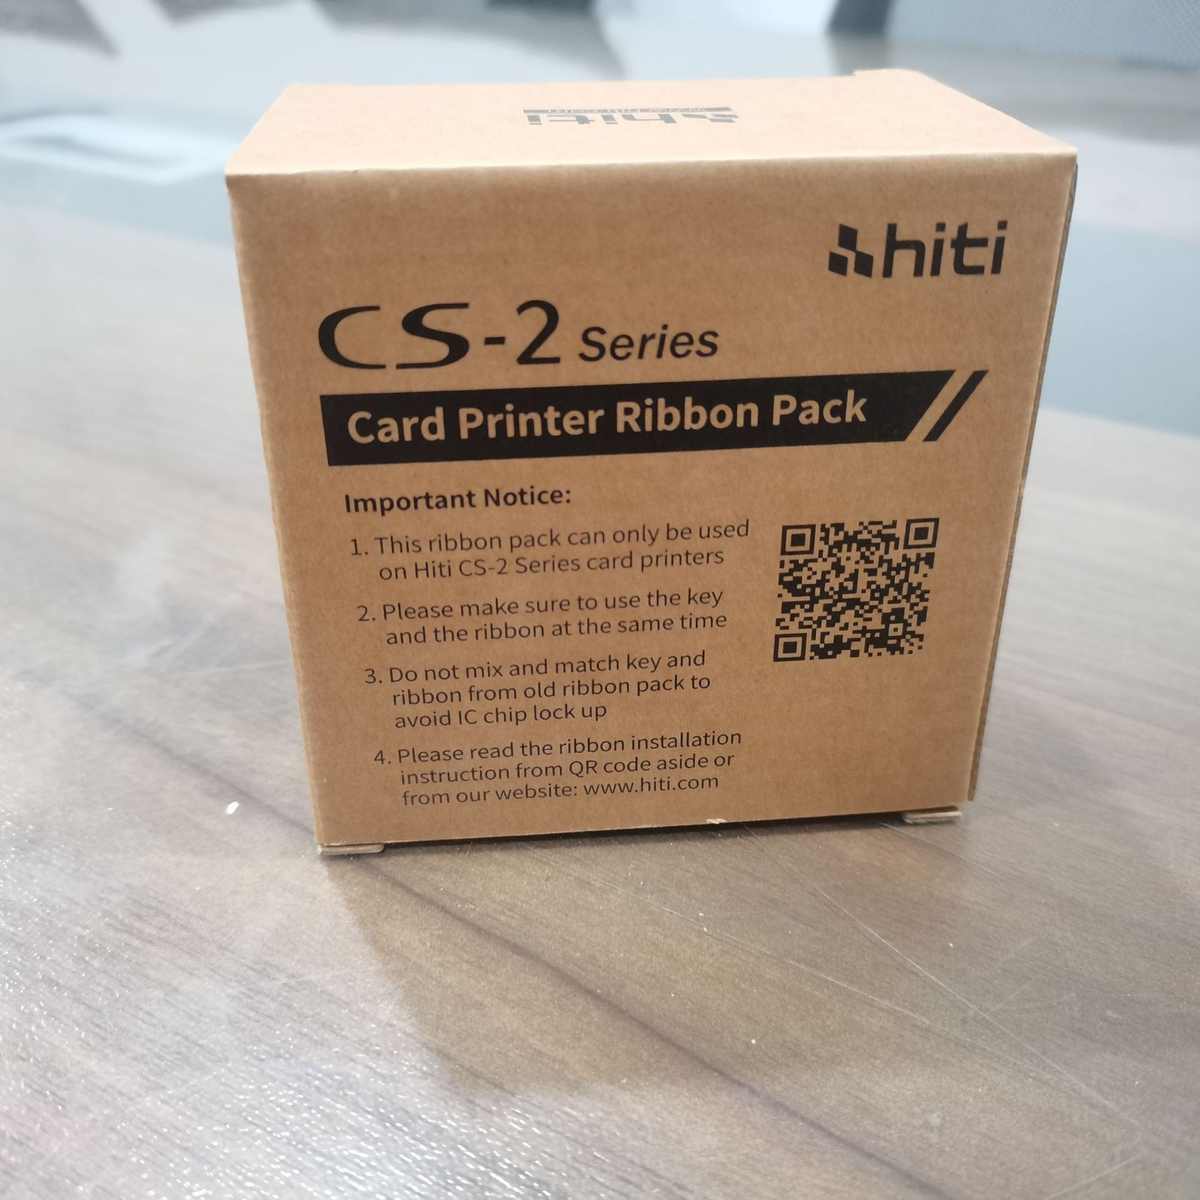 hiti
hiti
CS-2 Series
Card Printer Ribbon Pack
Important Notice:
1. This ribbon pack can only be used
on Hiti CS-2 Series card printers
2. Please make sure to use the key
and the ribbon at the same time
3. Do not mix and match key and
ribbon from old ribbon pack to
avoid IC chip lock up
4. Please read the ribbon installation
instruction from QR code aside or
from our website: www.hiti.com